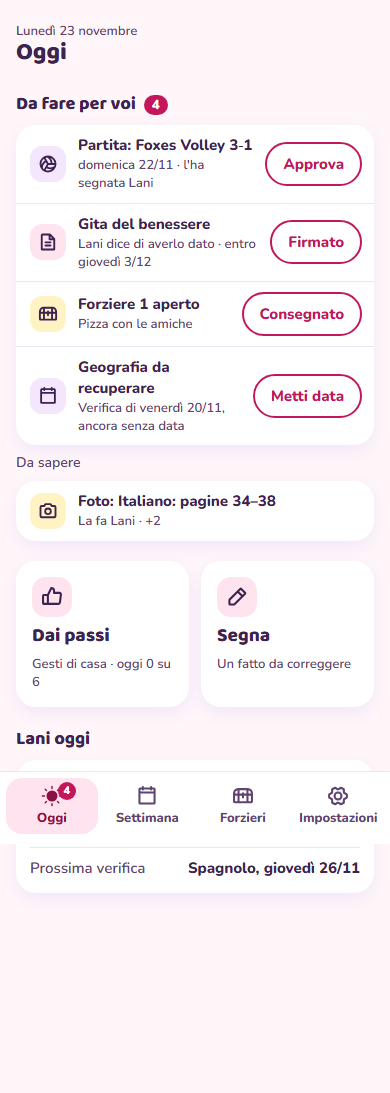 Lunedì 23 novembre
Oggi
Da fare per voi 4
Partita: Foxes Volley 3-1
domenica 22/11 · l'ha
segnata Lani
Approva
Gita del benessere
Lani dice di averlo dato · entro
giovedì 3/12
Firmato
Forziere 1 aperto
Pizza con le amiche
Consegnato
Geografia da
recuperare
Verifica di venerdì 20/11,
ancora senza data
Metti data
Da sapere
Foto: Italiano: pagine 34–38
La fa Lani · +2
Dai passi
Gesti di casa · oggi 0 su
6
Segna
Un fatto da correggere
Lani oggi
4
Oggi
Settimana
Forzieri
Impostazioni
Prossima verifica
Spagnolo, giovedì 26/11